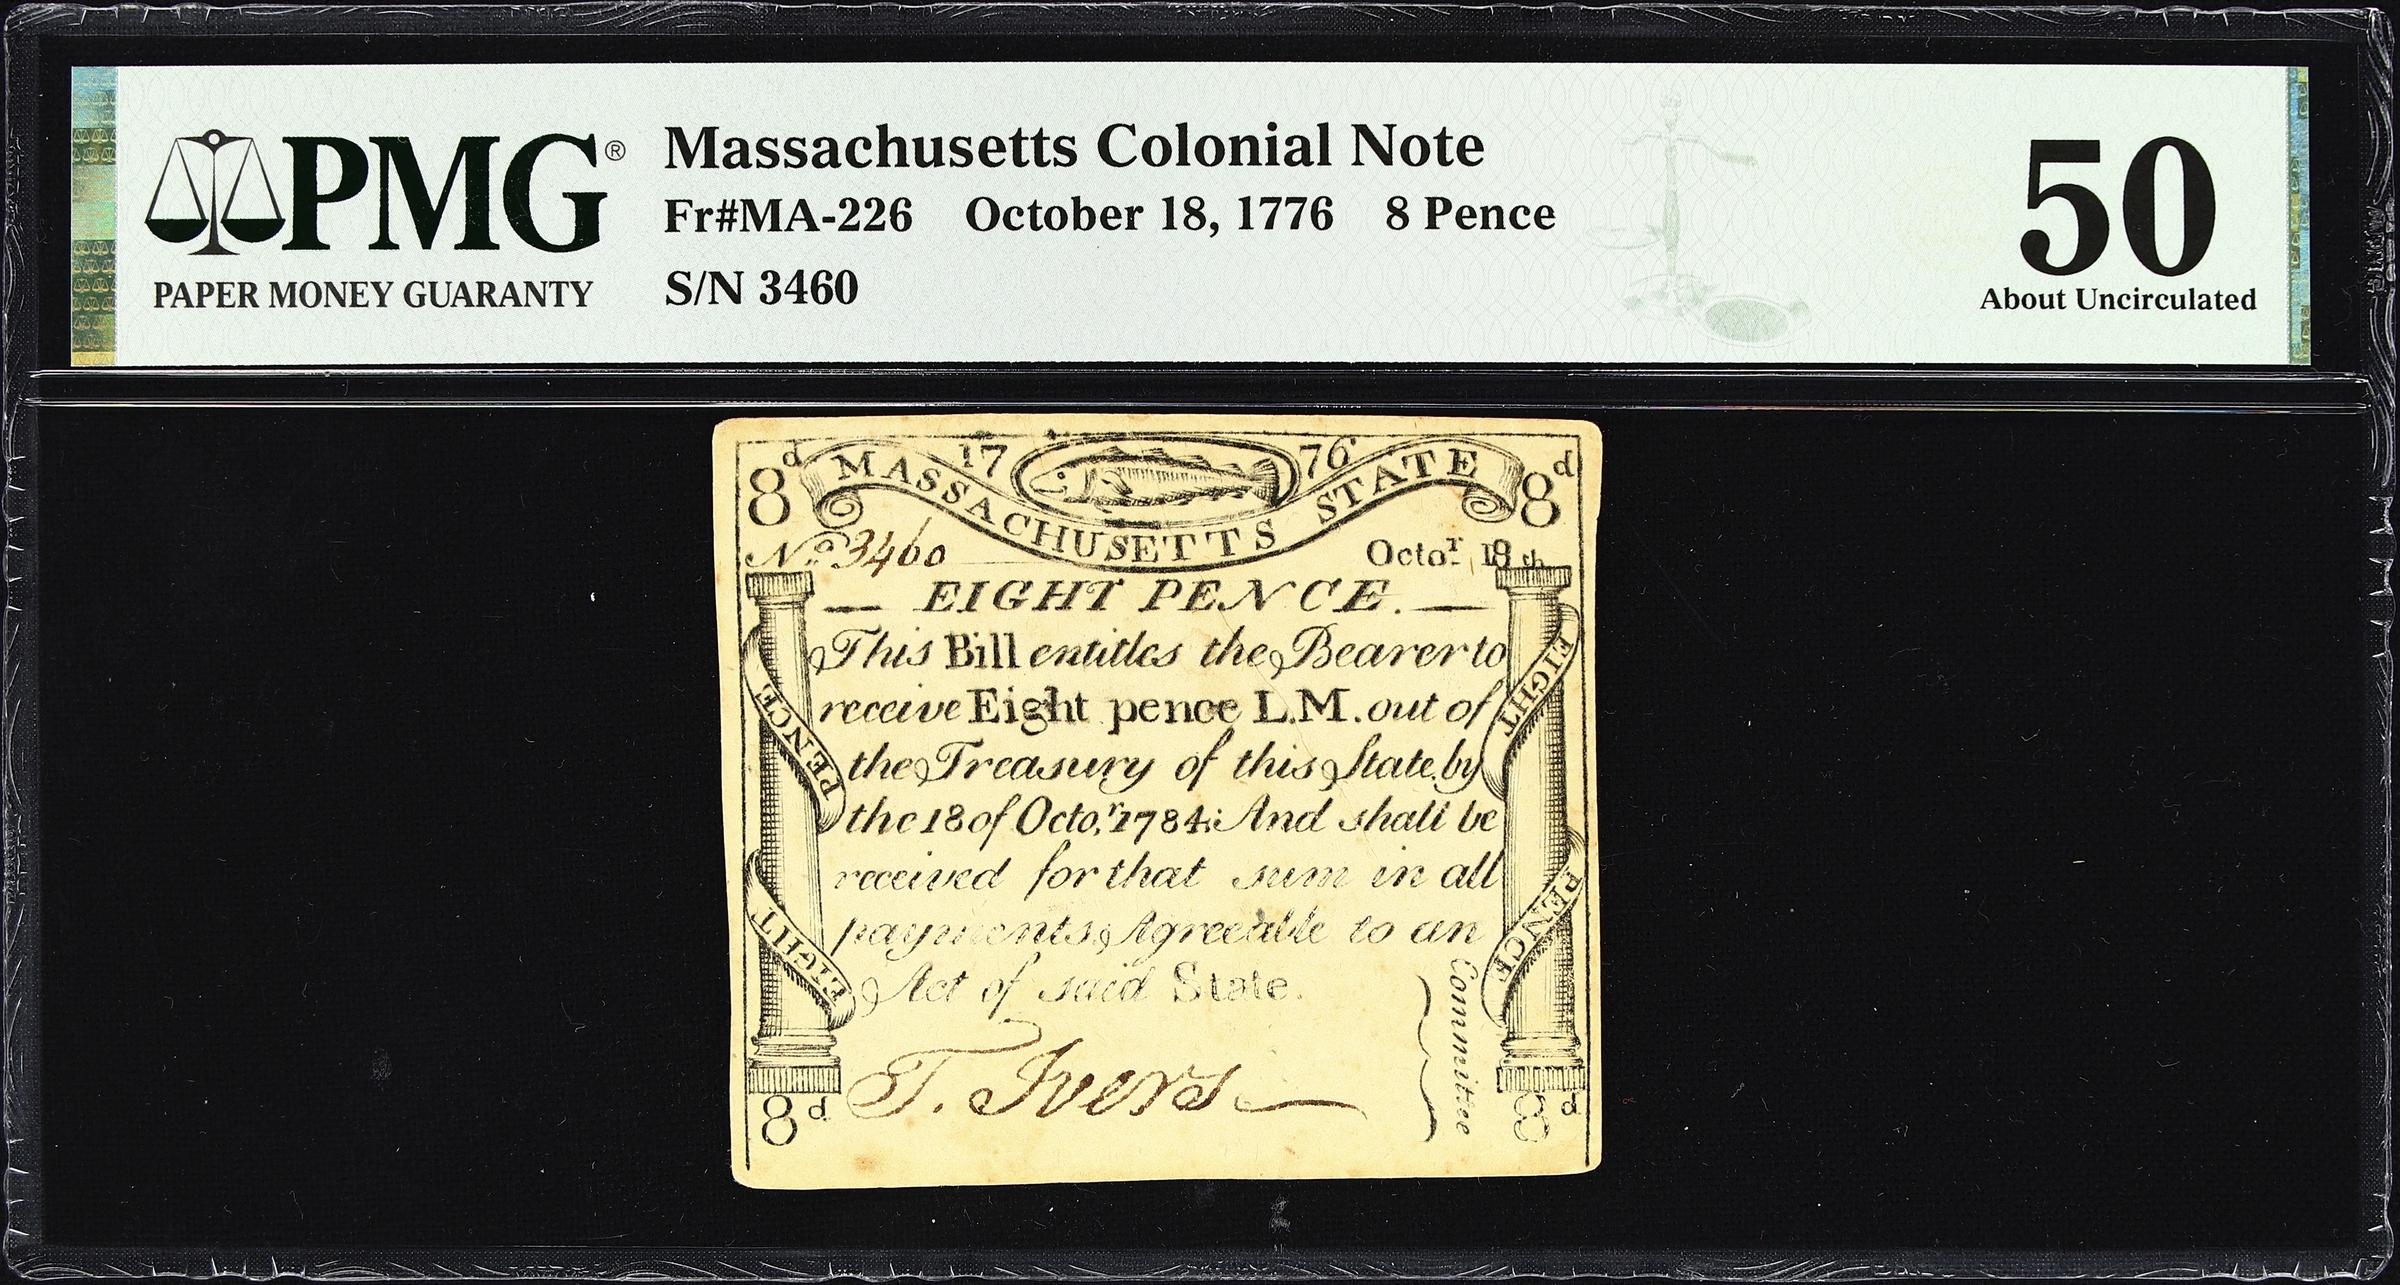 PMG®
PAPER MONEY GUARANTY
Massachusetts Colonial Note
Fr#MA-226 October 18, 1776 8 Pence
S/N 3460
50
About Uncirculated
8d 17 76 8d
MASSACHUSETTS STATE
No. 3460 Octor. 18th
EIGHT PENCE.
This Bill entitles the Bearer to
receive Eight pence L.M. out of
the Treasury of this State by
the 18 of Octo.r 1784: And shall be
received for that sum in all
payments Agreeable to an
Act of said State.
T. Ivers
Committee
PENCE
EIGHT
EIGHT
PENCE
8d 8d